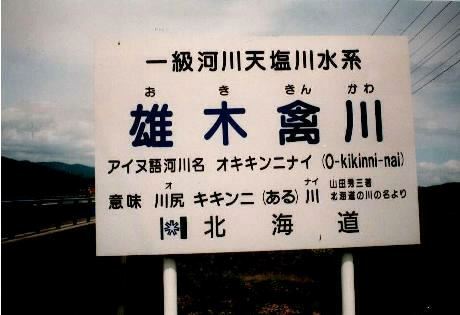 一級河川天塩川水系
お き きん かわ
雄木禽川
アイヌ語河川名 オキキンニナイ (O-kikinni-nai)
オ ナイ 山田秀三著
意味 川尻 キキンニ (ある) 川 北海道の川の名より
北海道